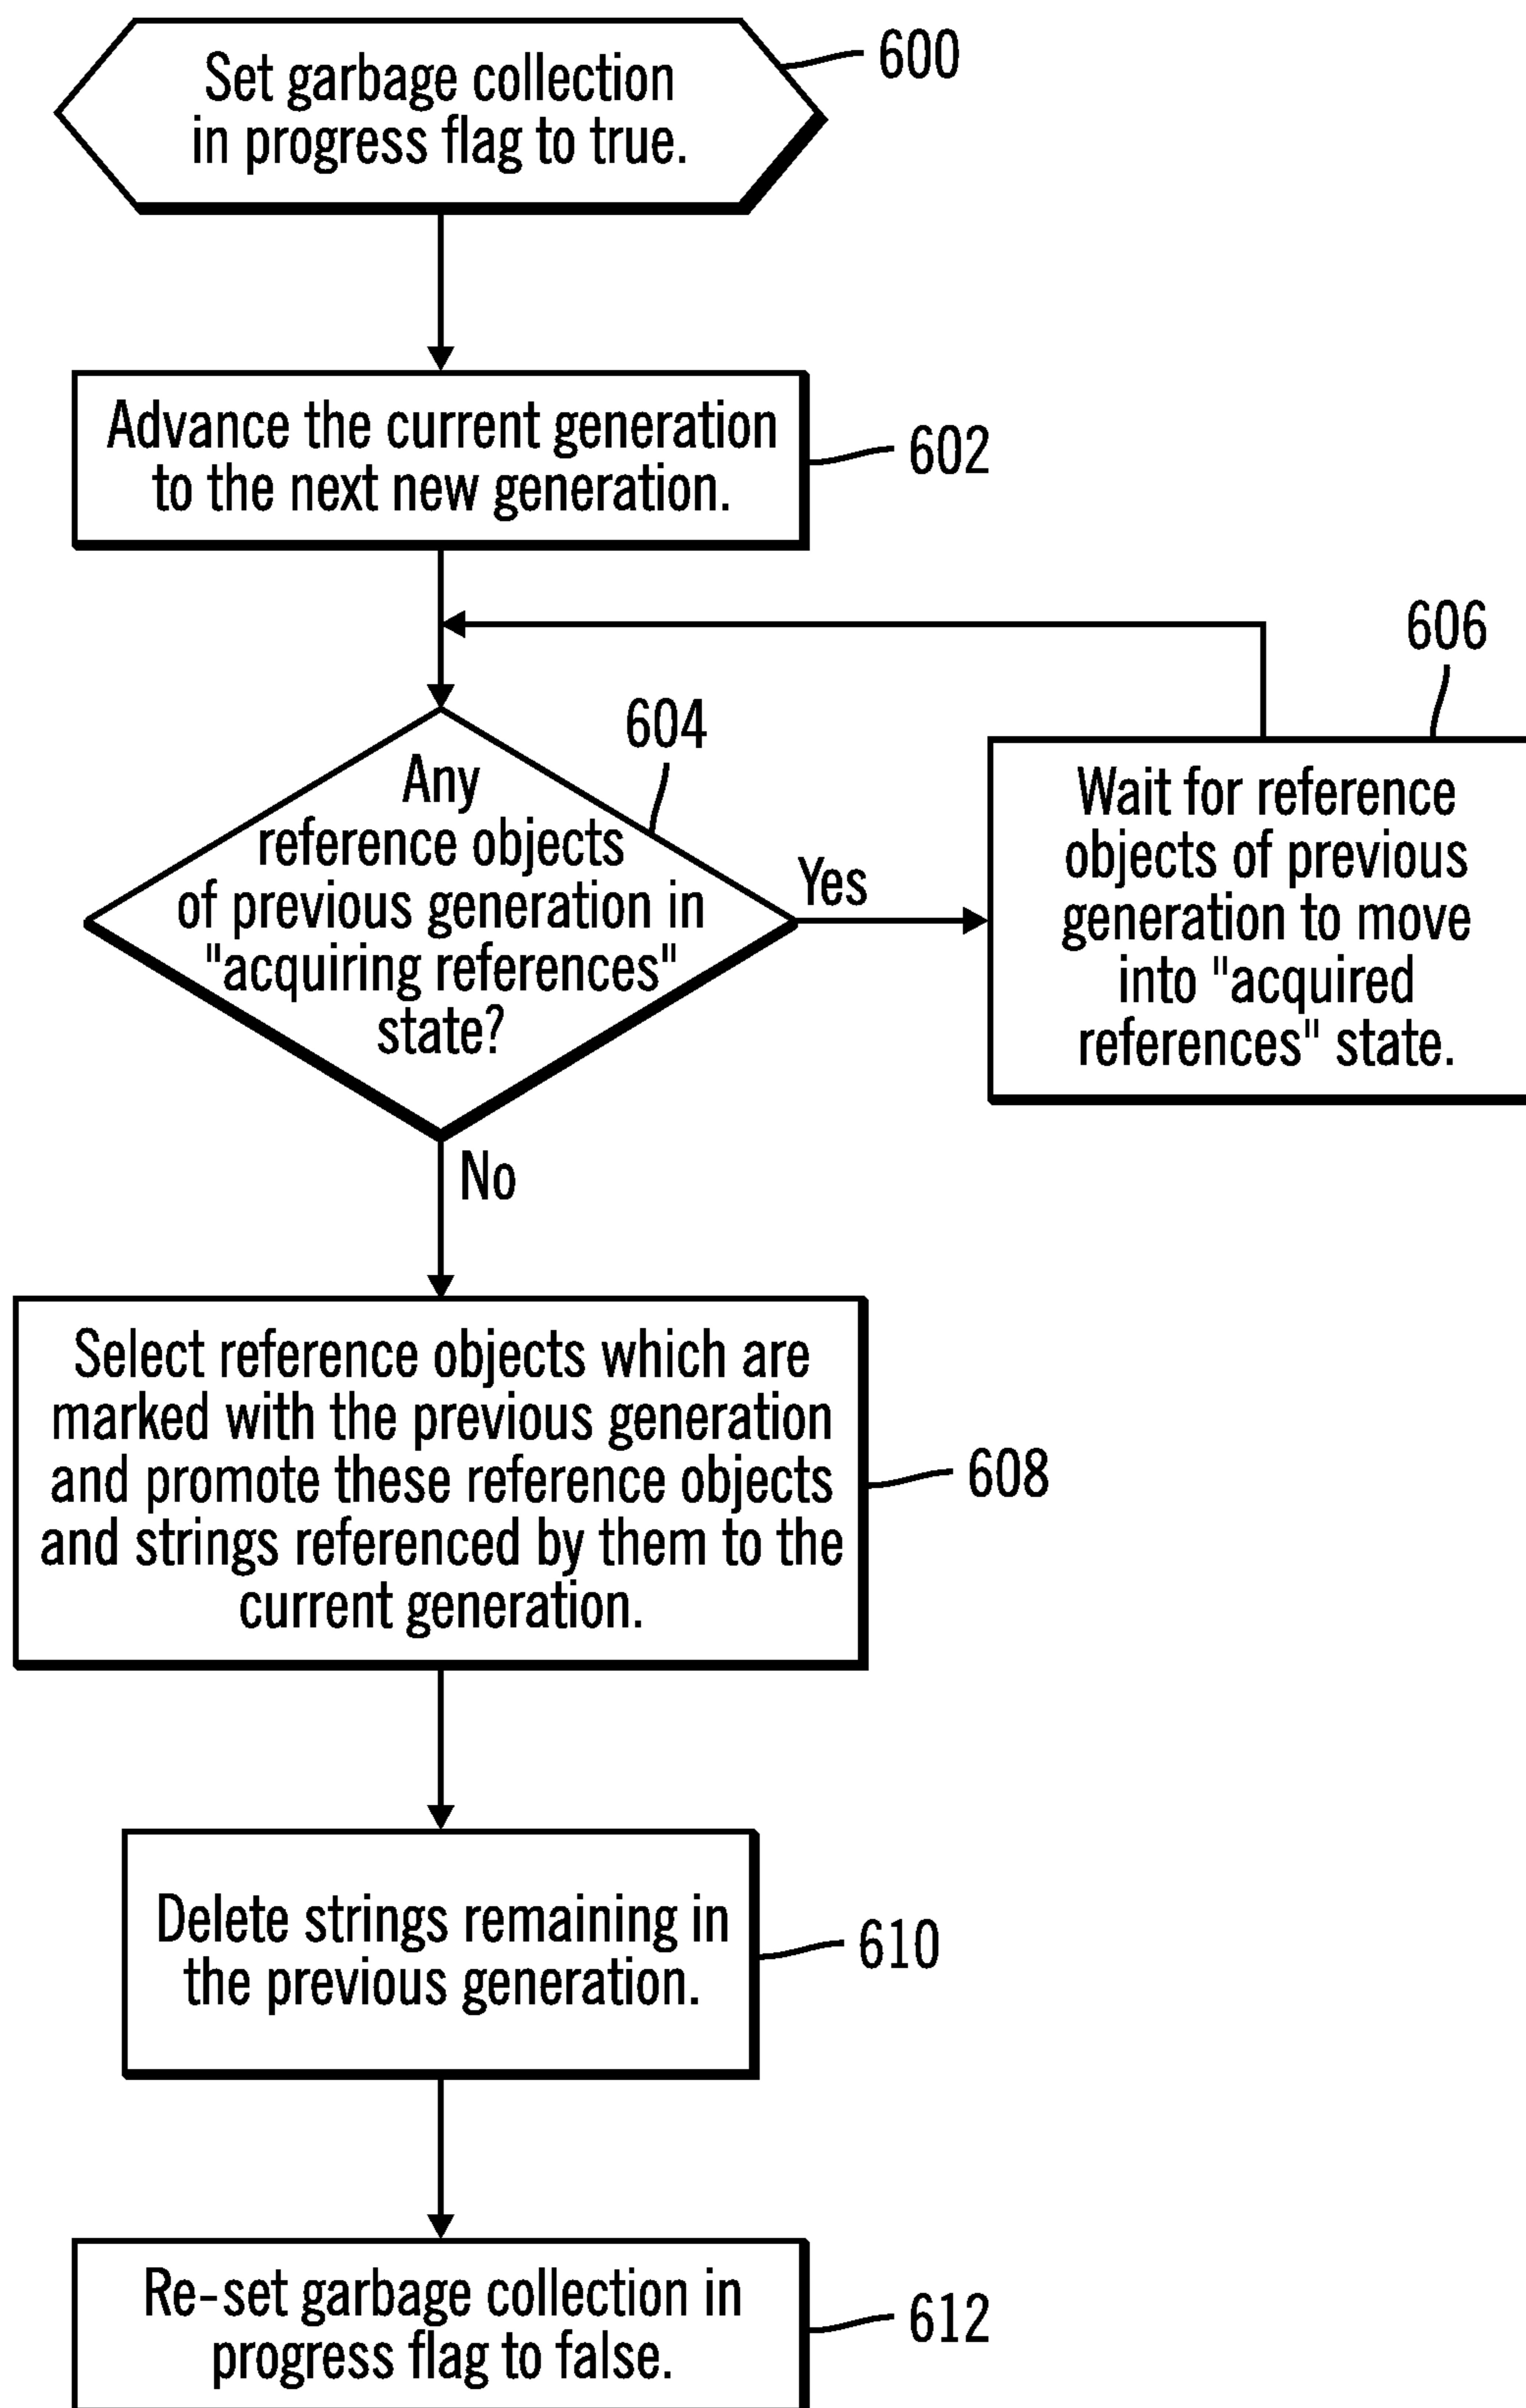 Set garbage collection
in progress flag to true.
600
Advance the current generation
to the next new generation.
602
606
604
Any
reference objects
of previous generation in
"acquiring references"
state?
Yes
Wait for reference
objects of previous
generation to move
into "acquired
references" state.
No
Select reference objects which are
marked with the previous generation
and promote these reference objects
and strings referenced by them to the
current generation.
608
Delete strings remaining in
the previous generation.
610
Re-set garbage collection in
progress flag to false.
612